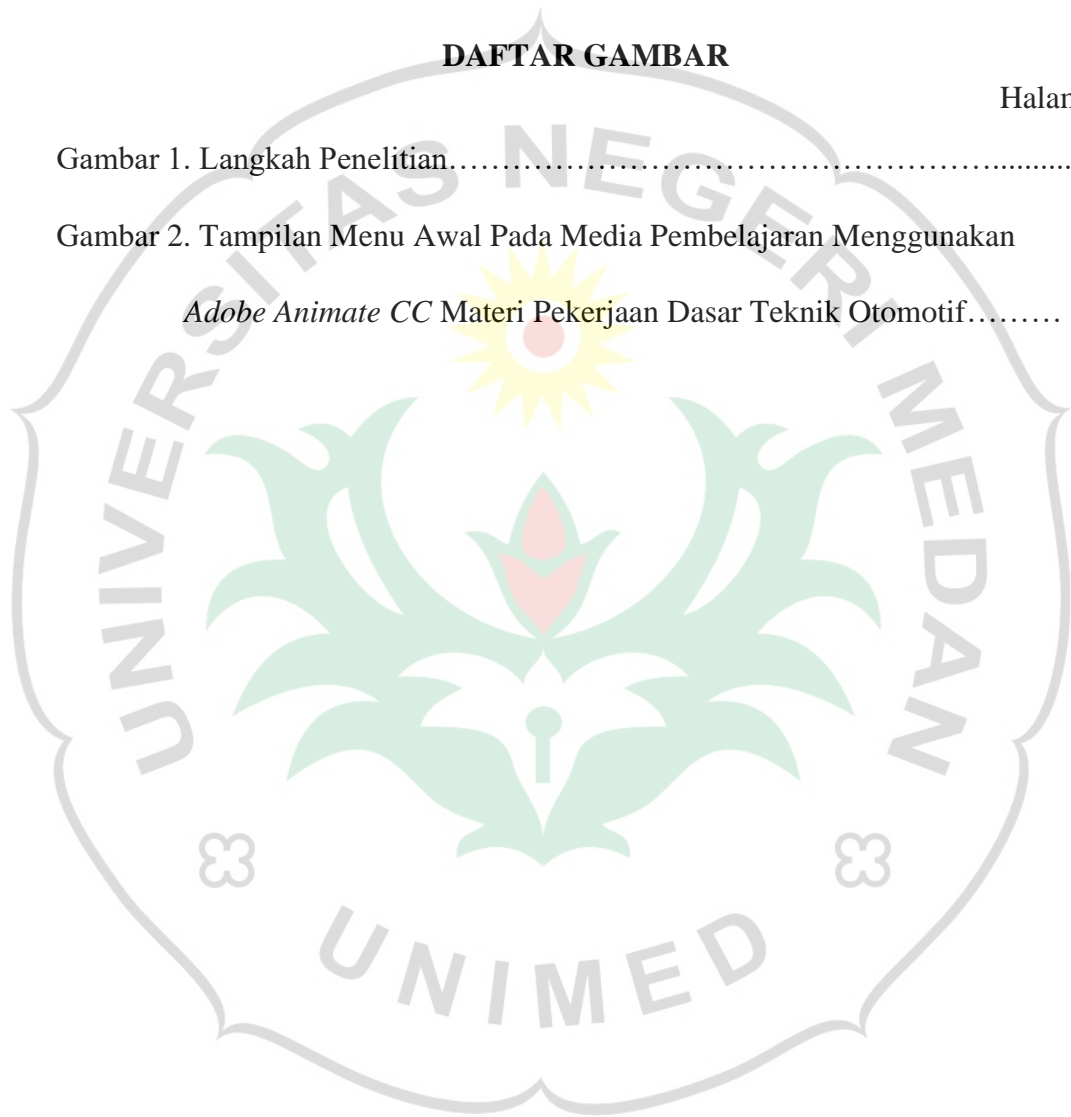 DAFTAR GAMBAR
Halan
Gambar 1. Langkah Penelitian……………………………………………………..........
Gambar 2. Tampilan Menu Awal Pada Media Pembelajaran Menggunakan
Adobe Animate CC Materi Pekerjaan Dasar Teknik Otomotif………
UNIVERSITAS NEGERI MEDAN
UNIMED